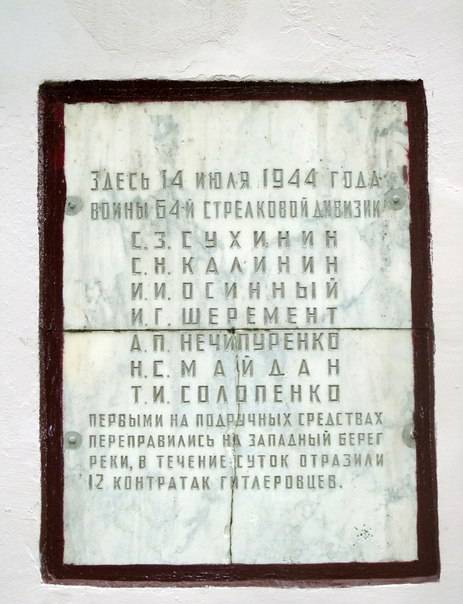 ЗДЕСЬ 14 ИЮЛЯ 1944 ГОДА
ВОИНЫ 64-Й СТРЕЛКОВОЙ ДИВИЗИИ
С.З. СУХИНИН
С.Н. КАЛИНИН
И.И. ОСИННЫЙ
И.Г. ШЕРЕМЕНТ
А.П. НЕЧИПУРЕНКО
Н.С. МАЙДАН
Т.И. СОЛОПЕНКО
ПЕРВЫМИ НА ПОДРУЧНЫХ СРЕДСТВАХ
ПЕРЕПРАВИЛИСЬ НА ЗАПАДНЫЙ БЕРЕГ
РЕКИ, В ТЕЧЕНИЕ СУТОК ОТРАЗИЛИ
12 КОНТРАТАК ГИТЛЕРОВЦЕВ.